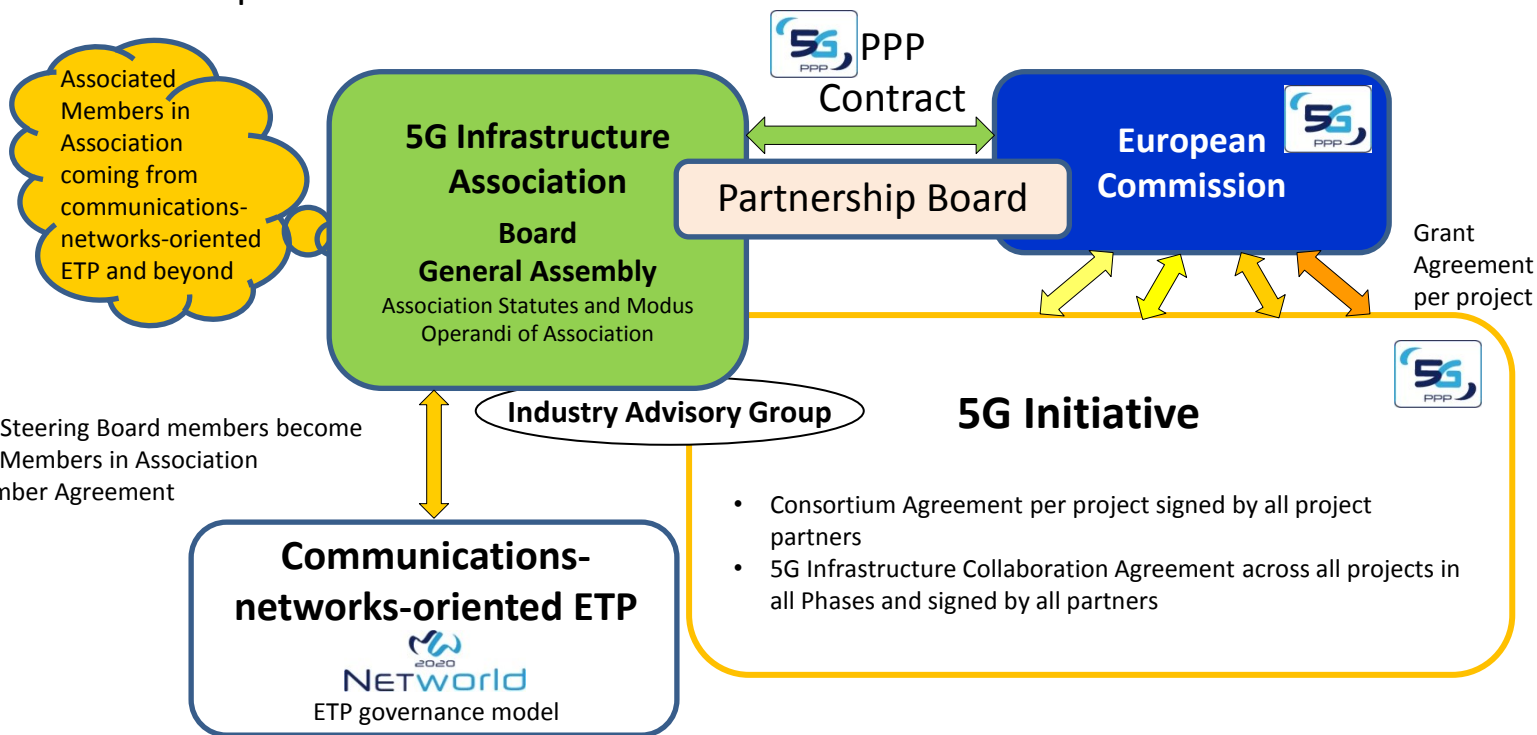 Associated
Members in
Association
coming from
communications-
networks-oriented
ETP and beyond
5G Infrastructure
Association
Board
General Assembly
Association Statutes and Modus
Operandi of Association
5G
PPP
PPP
Contract
Partnership Board
European
Commission
5G
PPP
Grant
Agreement
per project
Industry Advisory Group
5G Initiative
5G
PPP
• Consortium Agreement per project signed by all project
partners
• 5G Infrastructure Collaboration Agreement across all projects in
all Phases and signed by all partners
Steering Board members become
Members in Association
mber Agreement
Communications-
networks-oriented ETP
2020
NETWorld
ETP governance model